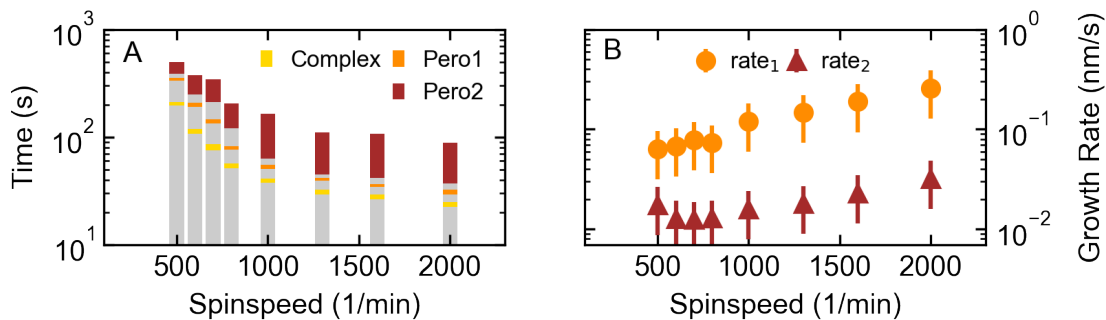 A
Complex
Pero1
Pero2
10³
10²
10¹
Time (s)
500
1000
1500
2000
Spinspeed (1/min)
B
rate₁
rate₂
10⁰
10⁻¹
10⁻²
Growth Rate (nm/s)
500
1000
1500
2000
Spinspeed (1/min)